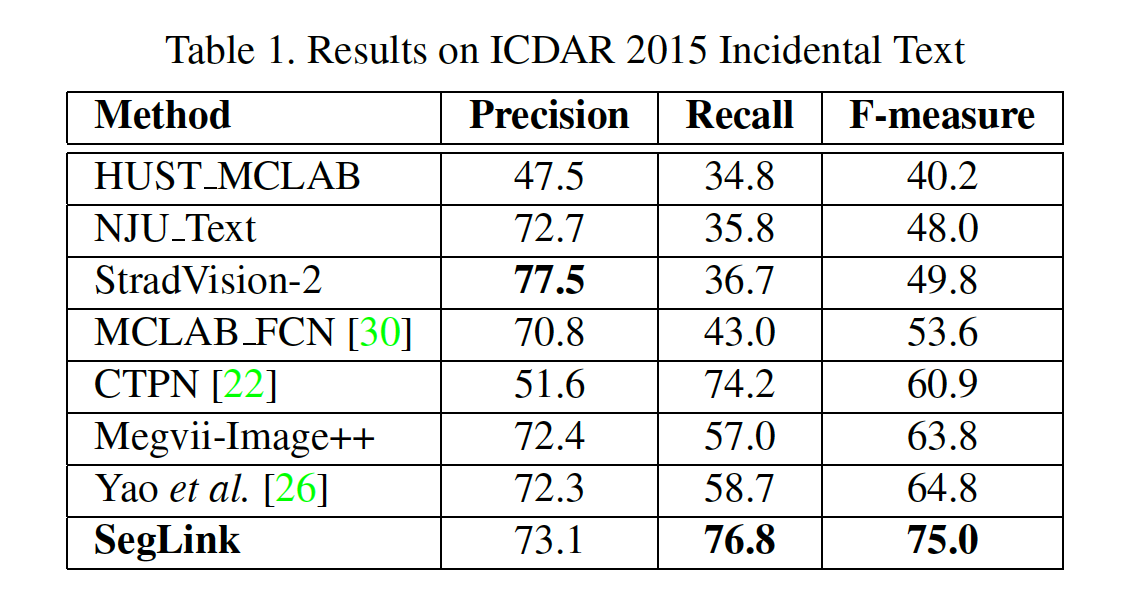 Table 1. Results on ICDAR 2015 Incidental Text
Method Precision Recall F-measure
HUST_MCLAB 47.5 34.8 40.2
NJU_Text 72.7 35.8 48.0
StradVision-2 77.5 36.7 49.8
MCLAB_FCN [30] 70.8 43.0 53.6
CTPN [22] 51.6 74.2 60.9
Megvii-Image++ 72.4 57.0 63.8
Yao et al. [26] 72.3 58.7 64.8
SegLink 73.1 76.8 75.0